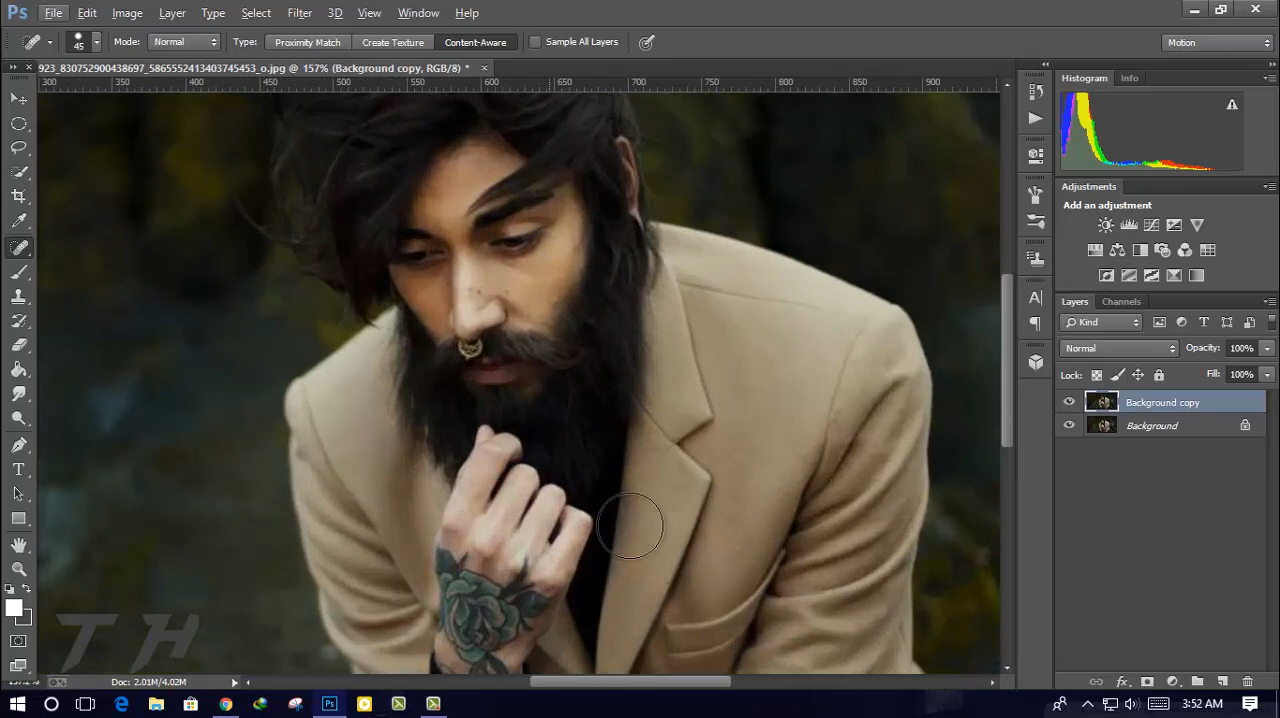 Ps File Edit Image Layer Type Select Filter 3D View Window Help
45 Mode: Normal Type: Proximity Match Create Texture Content-Aware Sample All Layers Motion
923_830752900438697_5865552413403745453_o.jpg @ 157% (Background copy, RGB/8) *
300 350 400 450 500 550 600 650 700 750 800 850 900
Histogram Info
Adjustments
Add an adjustment
Layers Channels
Kind
Normal Opacity: 100%
Lock: Fill: 100%
Background copy
Background
T H
Doc: 2.01M/4.02M
Ps 3:52 AM